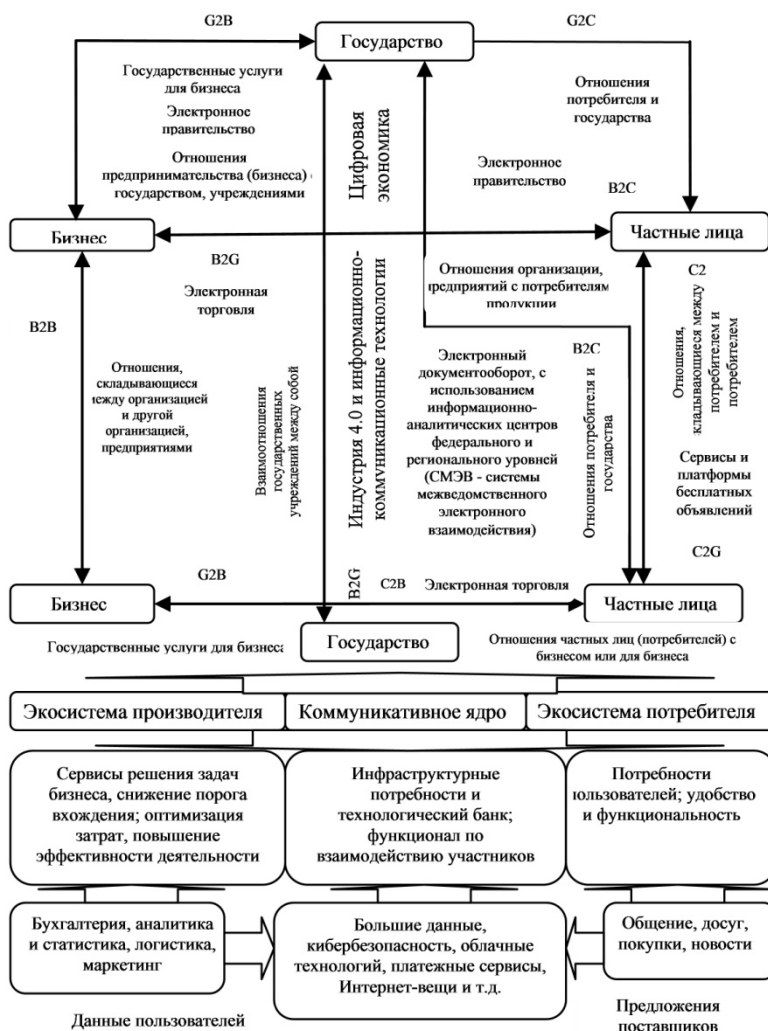 G2B
Государство
G2C
Государственные услуги
для бизнеса
Электронное
правительство
Отношения
предпринимательства (бизнеса)
государством, учреждениями
Цифровая
экономика
Отношения
потребителя и
государства
Электронное
правительство
B2C
Бизнес
Частные лица
B2G
Электронная
торговля
B2B
Отношения,
складывающиеся
между организацией
и другой
организацией,
предприятиями
Взаимоотношения
государственных
учреждений между собой
Индустрия 4.0 и информационно-
коммуникационные технологии
Отношения организации,
предприятий с потребителям
продукции
Электронный
документооборот, с
использованием
информационно-
аналитических центров
федерального и
регионального уровней
(СМЭВ - системы
межведомственного
электронного
взаимодействия)
B2C
Отношения потребителя и
государства
C2
Отношения,
кладывающиеся между
потребителем и
потребителем
Сервисы и
платформы
бесплатных
объявлений
C2G
G2B
B2G
C2B
Электронная торговля
Бизнес
Частные лица
Государственные услуги для бизнеса
Государство
Отношения частных лиц (потребителей) с
бизнесом или для бизнеса
Экосистема производителя
Коммуникативное ядро
Экосистема потребителя
Сервисы решения задач
бизнеса, снижение порога
вхождения; оптимизация
затрат, повышение
эффективности деятельности
Инфраструктурные
потребности и
технологический банк;
функционал по
взаимодействию участников
Потребности
юльзователей; удобство
и функциональность
Бухгалтерия, аналитика
и статистика, логистика,
маркетинг
Большие данные,
кибербезопасность, облачные
технологий, платежные сервисы,
Интернет-вещи и т.д.
Общение, досуг,
покупки, новости
Данные пользователей
Предложения
поставщиков